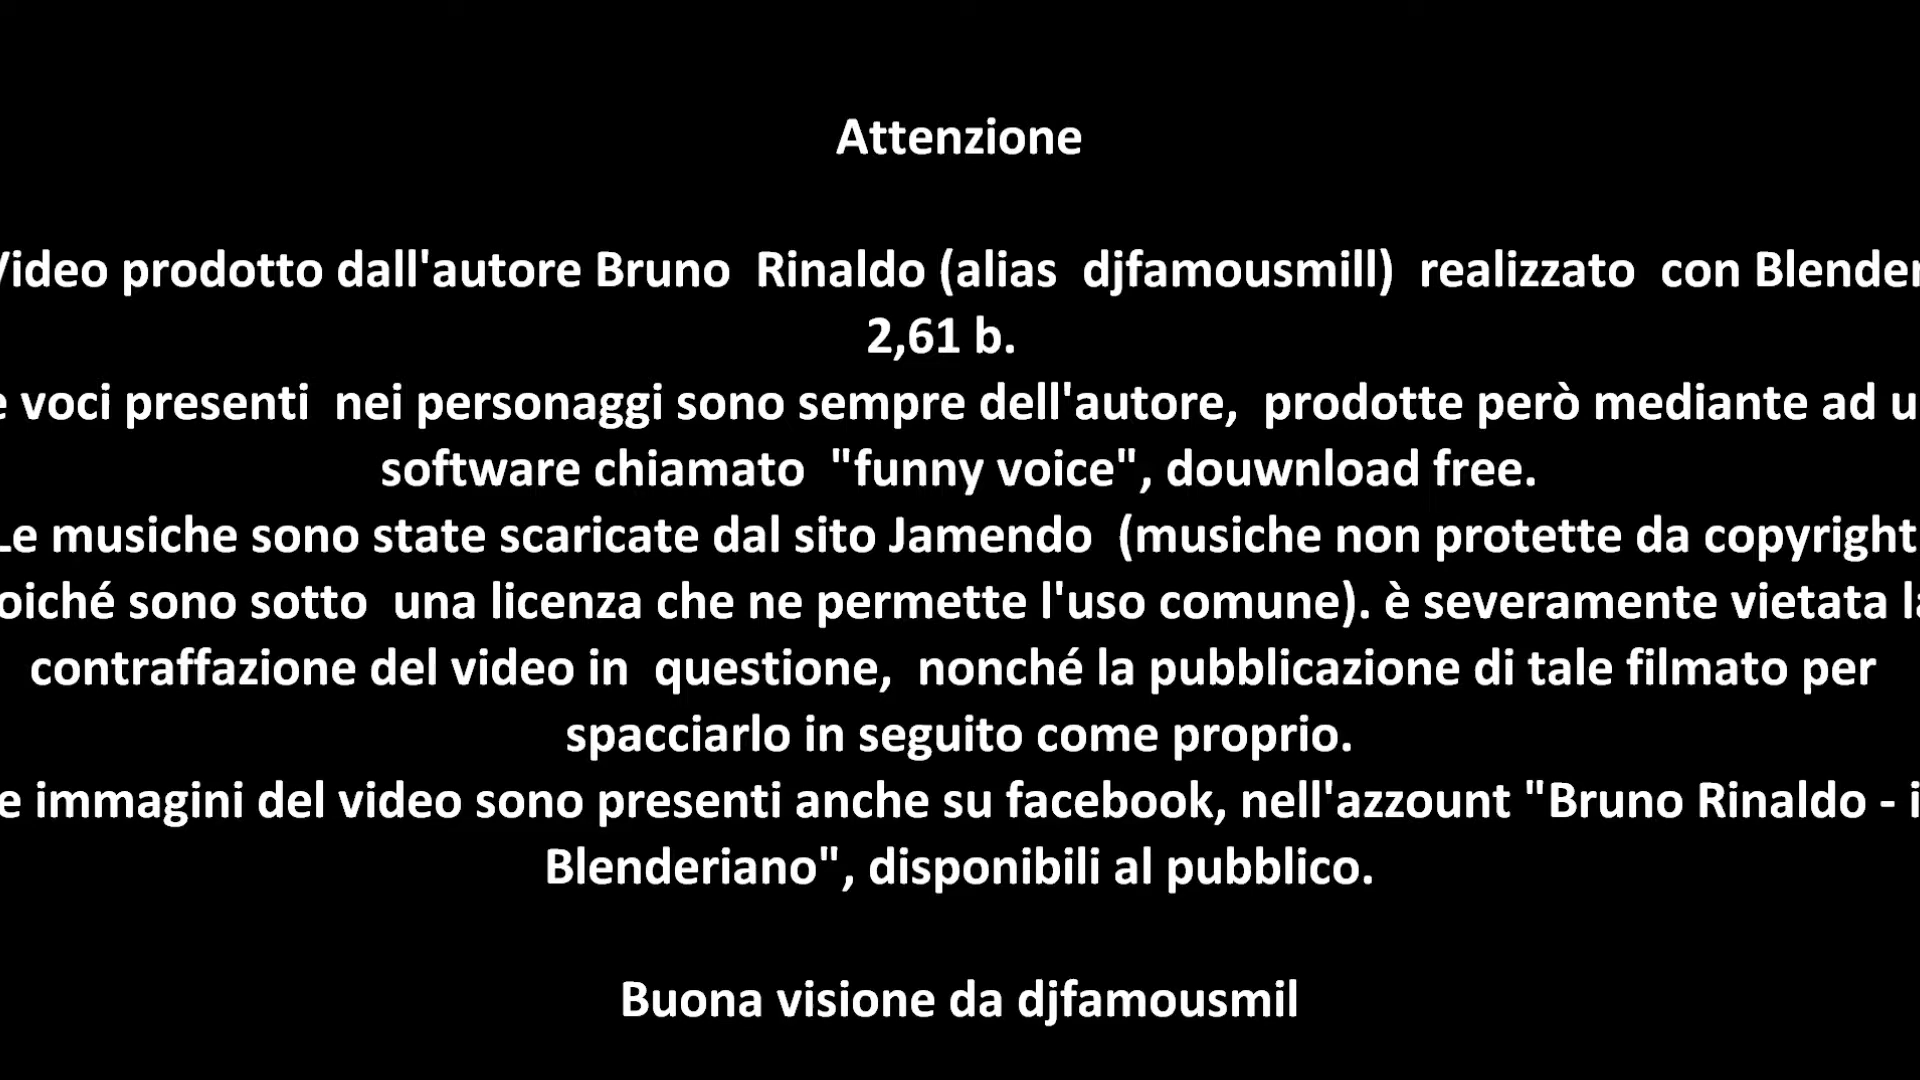 Attenzione
Video prodotto dall'autore Bruno Rinaldo (alias djfamousmill) realizzato con Blender
2,61 b.
e voci presenti nei personaggi sono sempre dell'autore, prodotte però mediante ad u
software chiamato "funny voice", douwnload free.
Le musiche sono state scaricate dal sito Jamendo (musiche non protette da copyright
oiché sono sotto una licenza che ne permette l'uso comune). è severamente vietata la
contraffazione del video in questione, nonché la pubblicazione di tale filmato per
spacciarlo in seguito come proprio.
e immagini del video sono presenti anche su facebook, nell'azzount "Bruno Rinaldo - i
Blenderiano", disponibili al pubblico.
Buona visione da djfamousmil